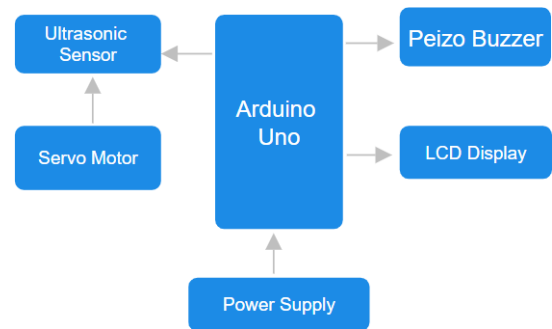 Ultrasonic
Sensor
Peizo Buzzer
Arduino
Uno
Servo Motor
LCD Display
Power Supply